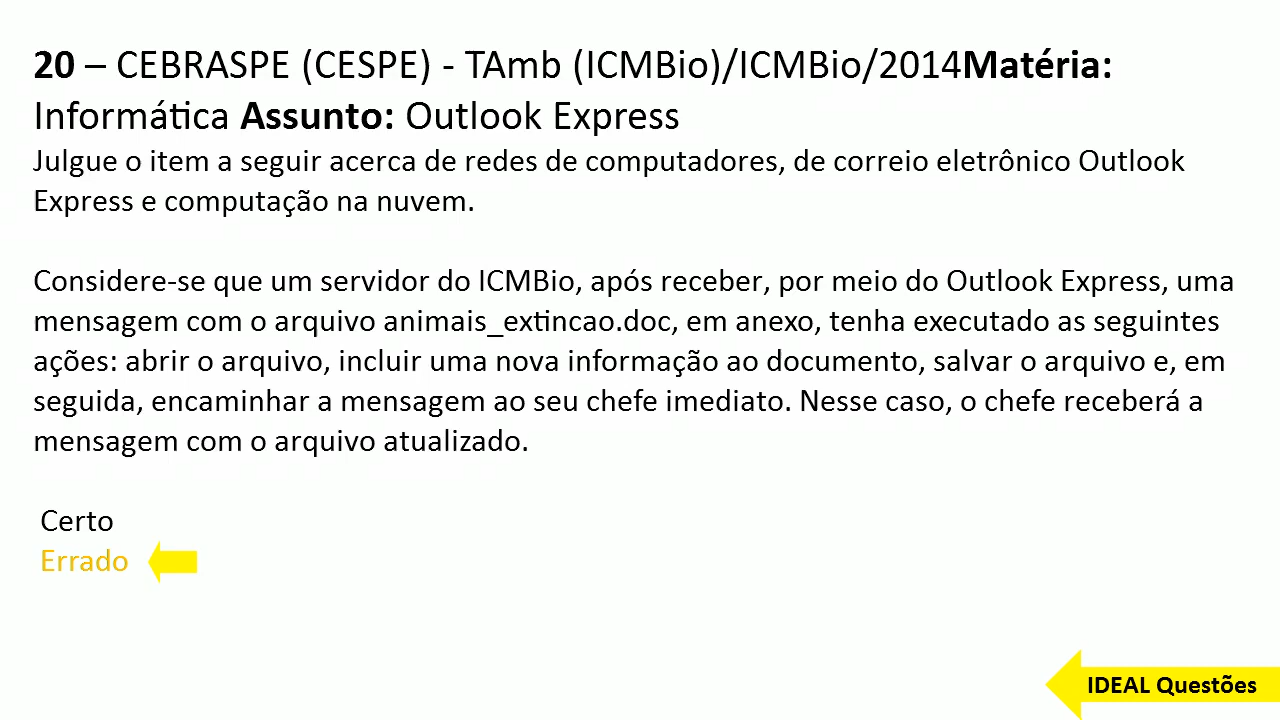 20 – CEBRASPE (CESPE) - TAmb (ICMBio)/ICMBio/2014Matéria:
Informática Assunto: Outlook Express
Julgue o item a seguir acerca de redes de computadores, de correio eletrônico Outlook
Express e computação na nuvem.
Considere-se que um servidor do ICMBio, após receber, por meio do Outlook Express, uma
mensagem com o arquivo animais_extincao.doc, em anexo, tenha executado as seguintes
ações: abrir o arquivo, incluir uma nova informação ao documento, salvar o arquivo e, em
seguida, encaminhar a mensagem ao seu chefe imediato. Nesse caso, o chefe receberá a
mensagem com o arquivo atualizado.
Certo
Errado
IDEAL Questões